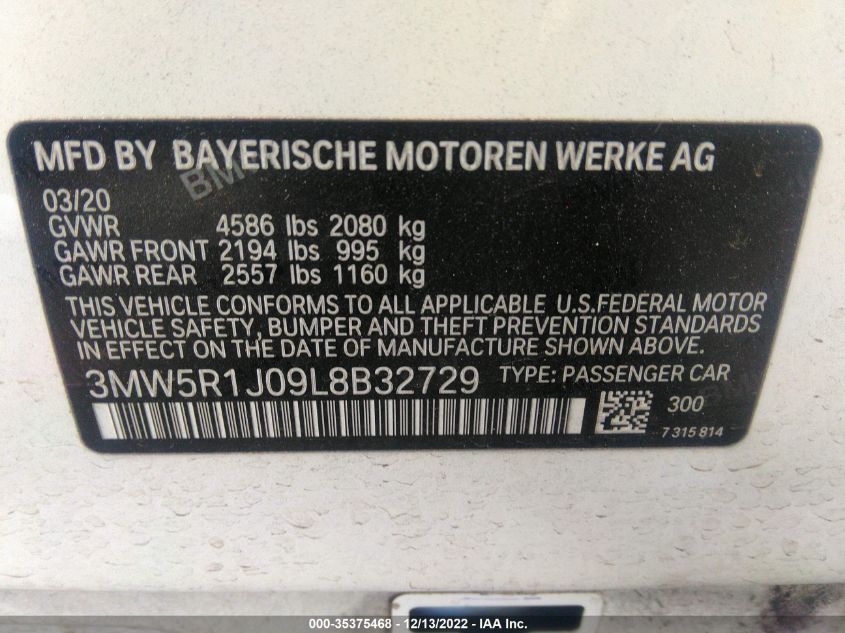 MFD BY BAYERISCHE MOTOREN WERKE AG
03/20
GVWR 4586 lbs 2080 kg
GAWR FRONT 2194 lbs 995 kg
GAWR REAR 2557 lbs 1160 kg
THIS VEHICLE CONFORMS TO ALL APPLICABLE U.S.FEDERAL MOTOR
VEHICLE SAFETY, BUMPER AND THEFT PREVENTION STANDARDS
IN EFFECT ON THE DATE OF MANUFACTURE SHOWN ABOVE.
3MW5R1J09L8B32729 TYPE: PASSENGER CAR
300
7 315 814
000-35375468 - 12/13/2022 - IAA Inc.